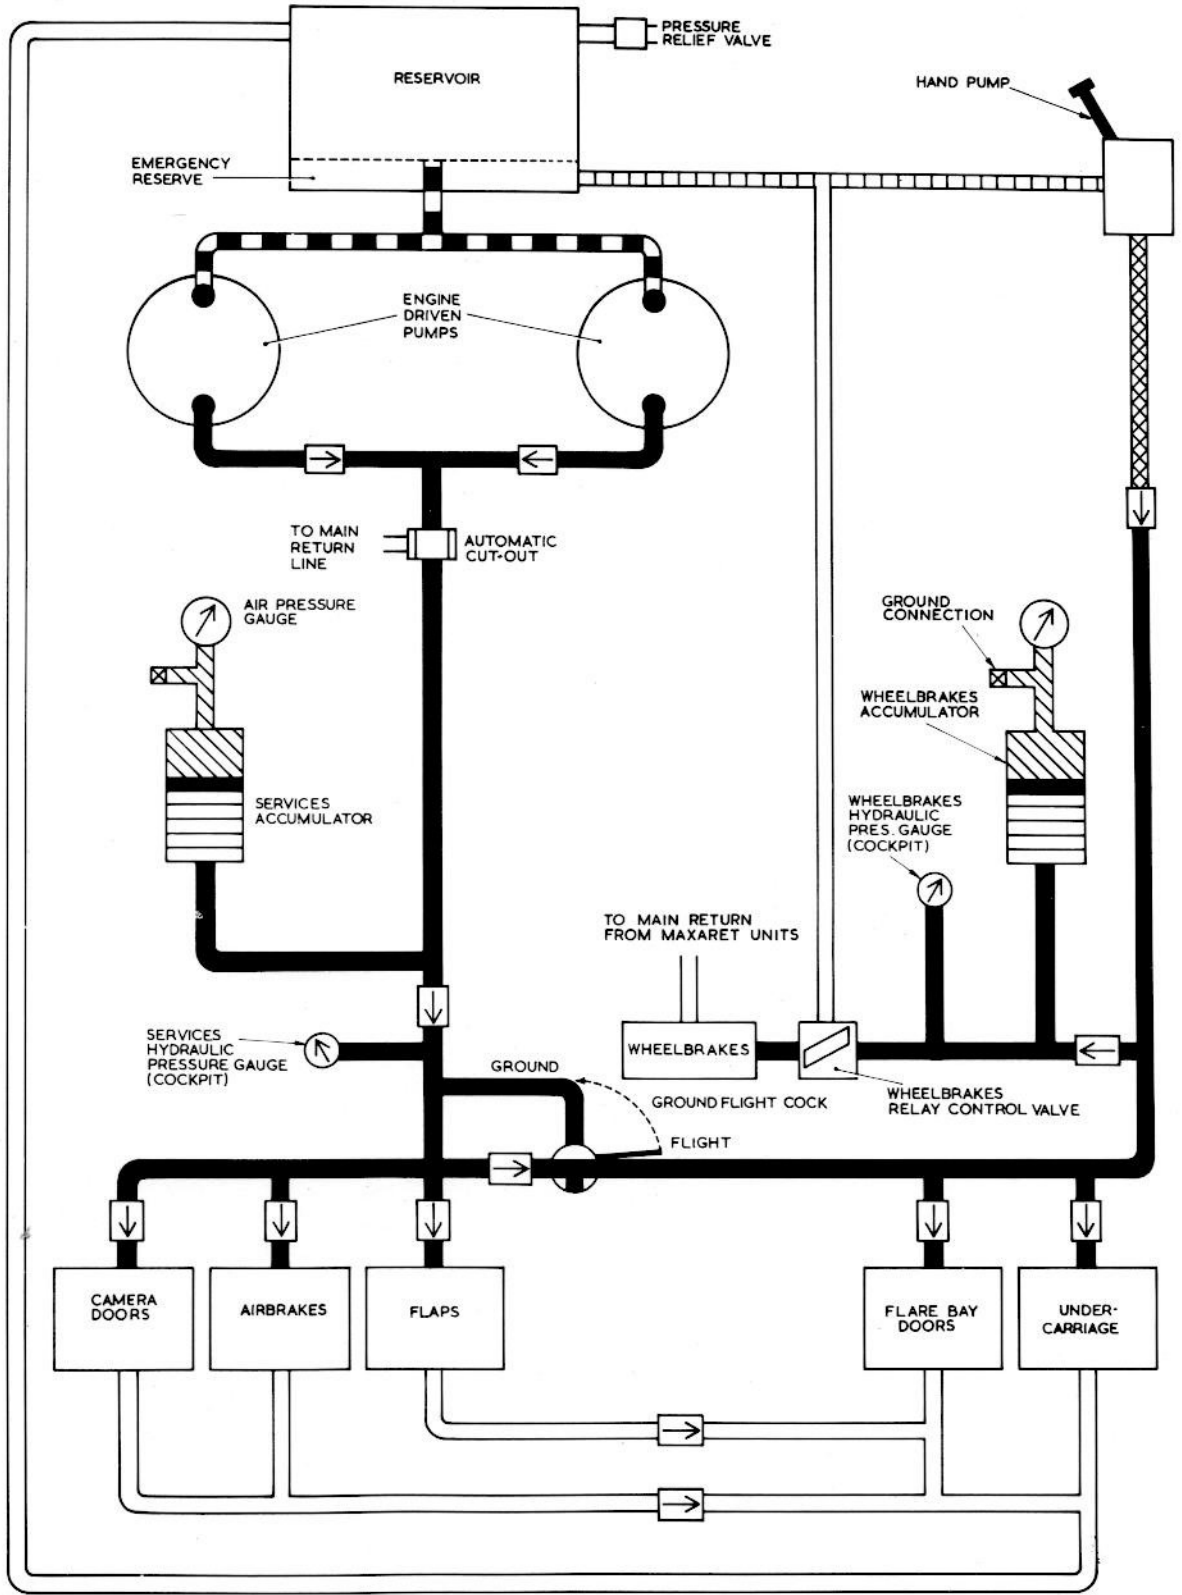 PRESSURE
RELIEF VALVE
RESERVOIR
HAND PUMP
EMERGENCY
RESERVE
ENGINE
DRIVEN
PUMPS
TO MAIN
RETURN
LINE
AUTOMATIC
CUT-OUT
AIR PRESSURE
GAUGE
GROUND
CONNECTION
WHEELBRAKES
ACCUMULATOR
SERVICES
ACCUMULATOR
WHEELBRAKES
HYDRAULIC
PRES. GAUGE
(COCKPIT)
TO MAIN RETURN
FROM MAXARET UNITS
SERVICES
HYDRAULIC
PRESSURE GAUGE
(COCKPIT)
WHEELBRAKES
GROUND
GROUND FLIGHT COCK
WHEELBRAKES
RELAY CONTROL VALVE
FLIGHT
CAMERA
DOORS
AIRBRAKES
FLAPS
FLARE BAY
DOORS
UNDER-
CARRIAGE